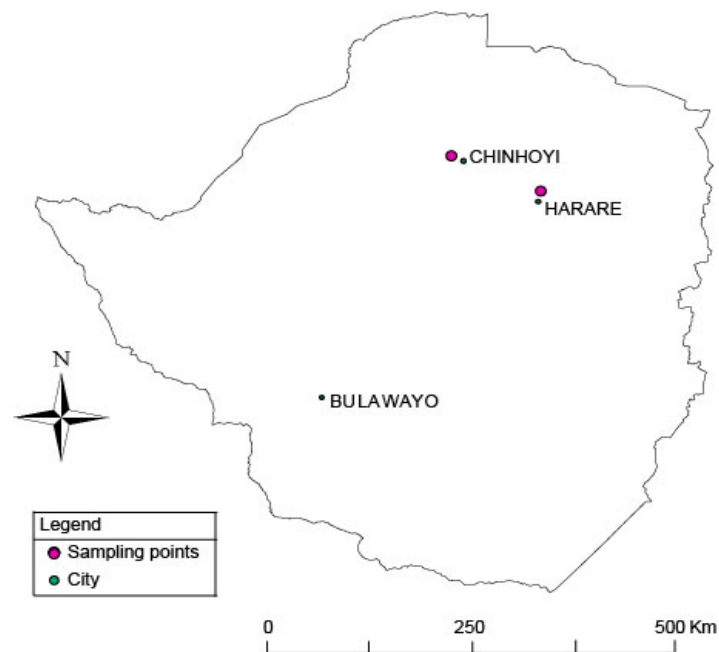 CHINHOYI
HARARE
N
BULAWAYO
Legend
Sampling points
City
0 250 500 Km